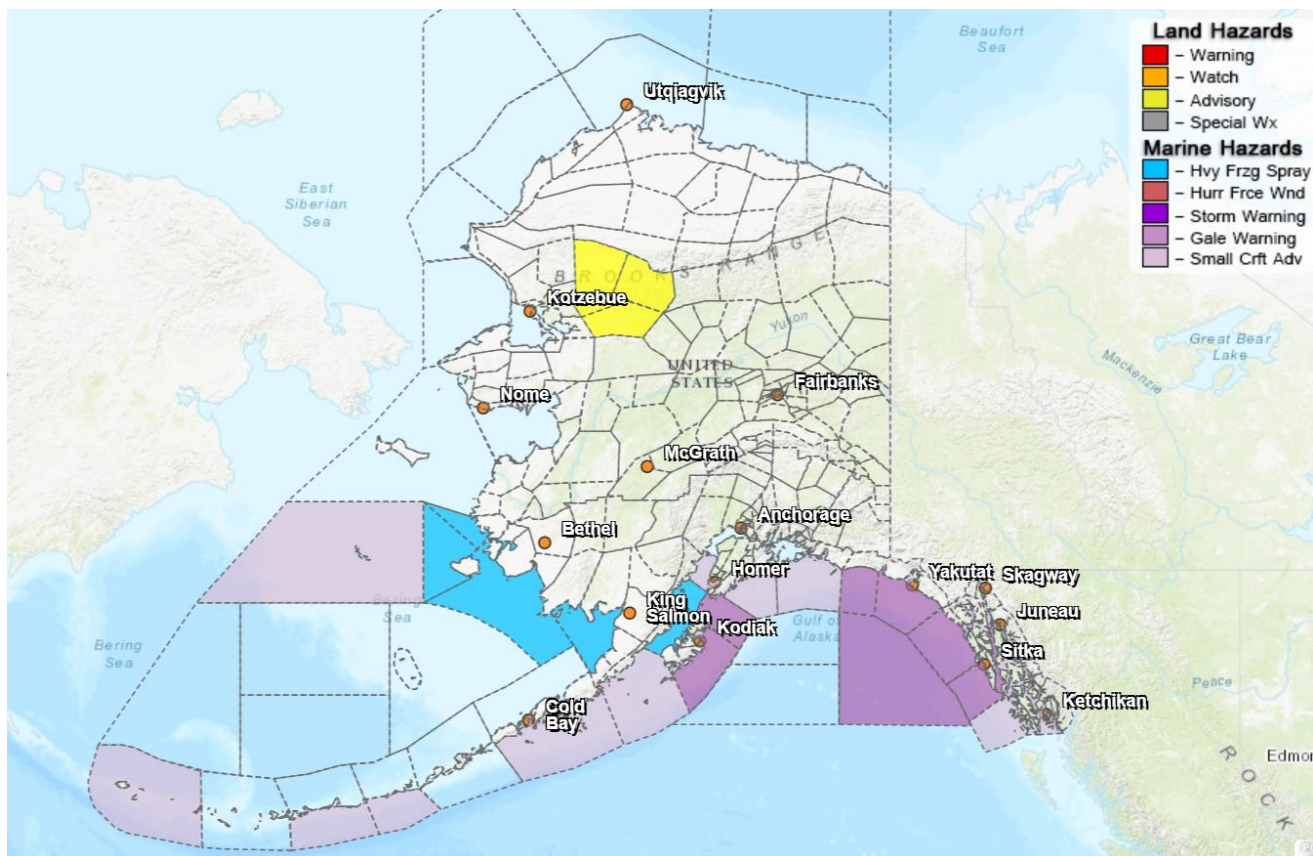 Land Hazards
– Warning
– Watch
– Advisory
– Special Wx
Marine Hazards
– Hvy Frzg Spray
– Hurr Frce Wnd
– Storm Warning
– Gale Warning
– Small Crft Adv
Beaufort
Sea
Utqiagvik
East
Siberian
Sea
BROOKS RANGE
Kotzebue
Yukon
Great Bear
Lake
Mackenzie
UNITED
STATES
Fairbanks
Nome
McGrath
Anchorage
Bethel
Homer
Yakutat
Skagway
Bering
Sea
King
Salmon
Kodiak
Gulf of
Alaska
Juneau
Bering
Sea
Sitka
Peace
Cold
Bay
Ketchikan
Edmon
ROCK